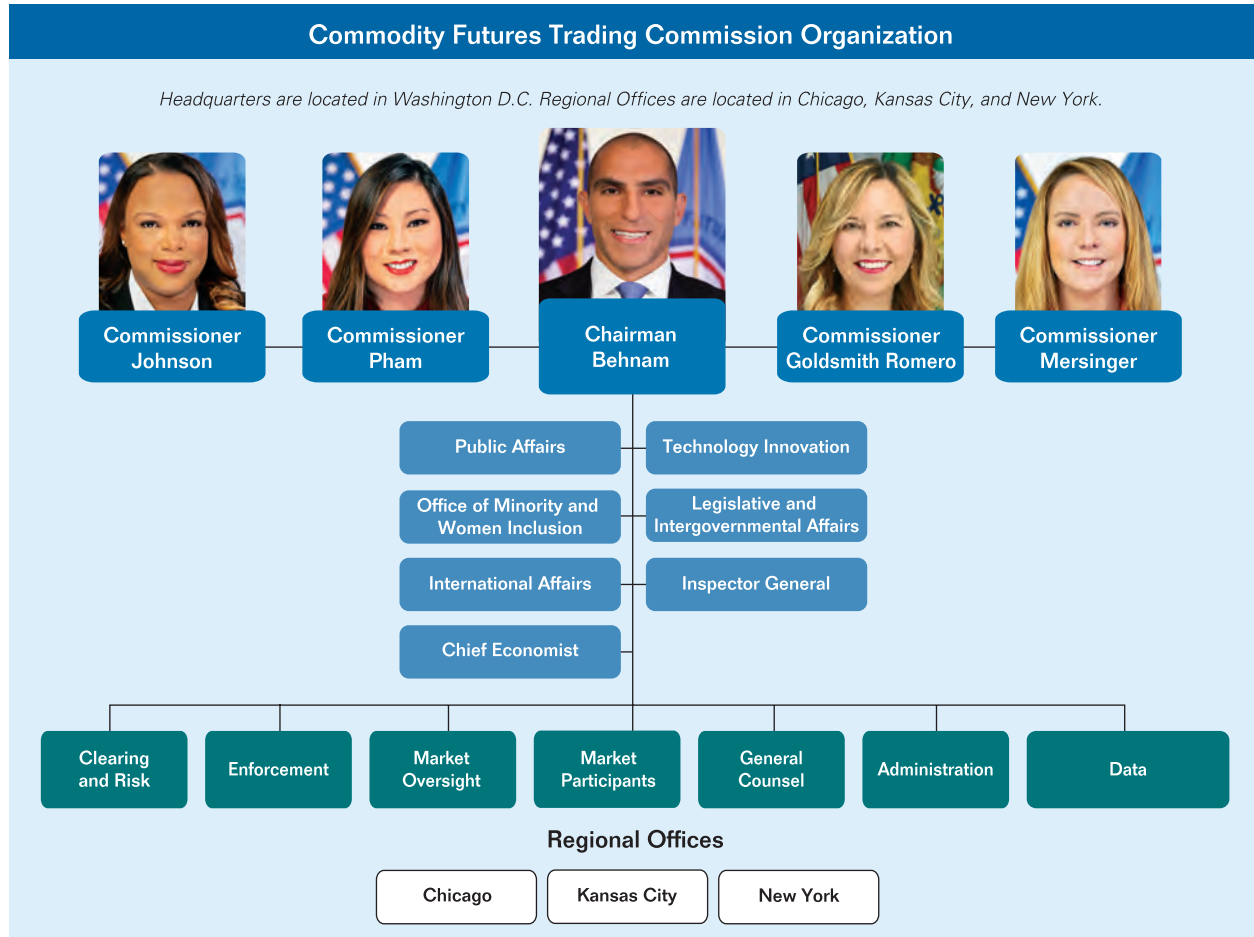 Commodity Futures Trading Commission Organization
Headquarters are located in Washington D.C. Regional Offices are located in Chicago, Kansas City, and New York.
Commissioner
Johnson
Commissioner
Pham
Chairman
Behnam
Commissioner
Goldsmith Romero
Commissioner
Mersinger
Public Affairs
Technology Innovation
Office of Minority and
Women Inclusion
Legislative and
Intergovernmental Affairs
International Affairs
Inspector General
Chief Economist
Clearing
and Risk
Enforcement
Market
Oversight
Market
Participants
General
Counsel
Administration
Data
Regional Offices
Chicago
Kansas City
New York